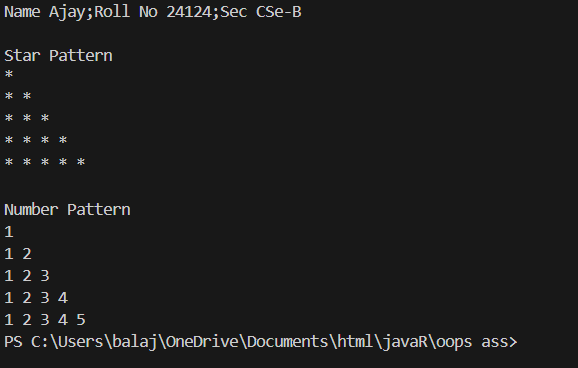 Name Ajay;Roll No 24124;Sec CSe-B
Star Pattern
*
* *
* * *
* * * *
* * * * *
Number Pattern
1
1 2
1 2 3
1 2 3 4
1 2 3 4 5
PS C:\Users\balaj\OneDrive\Documents\html\javaR\oops ass>